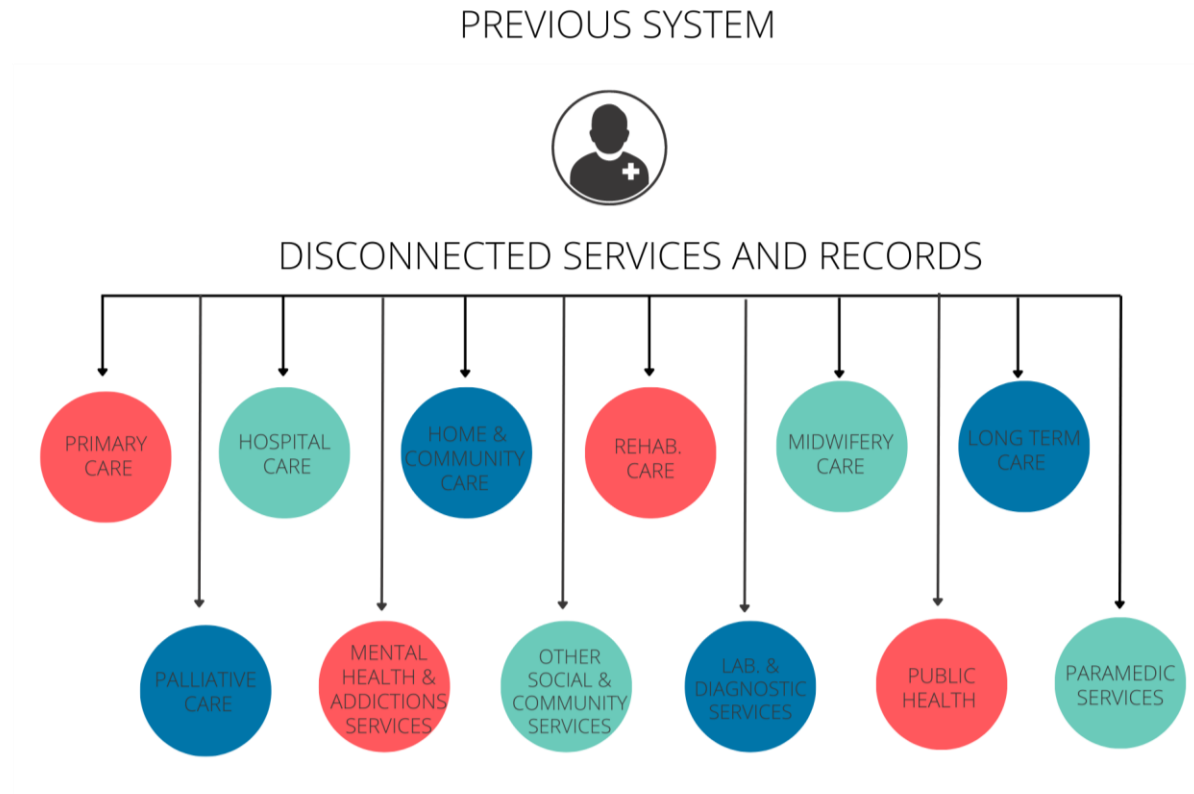 PREVIOUS SYSTEM
DISCONNECTED SERVICES AND RECORDS
PRIMARY
CARE
HOSPITAL
CARE
HOME &
COMMUNITY
CARE
REHAB.
CARE
MIDWIFERY
CARE
LONG TERM
CARE
PALLIATIVE
CARE
MENTAL
HEALTH &
ADDICTIONS
SERVICES
OTHER
SOCIAL &
COMMUNITY
SERVICES
LAB. &
DIAGNOSTIC
SERVICES
PUBLIC
HEALTH
PARAMEDIC
SERVICES